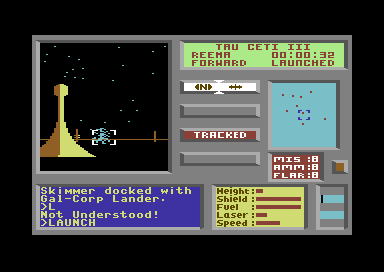 TAU CETI III
REEMA 00:00:32
FORWARD LAUNCHED
N
TRACKED
MIS:8
AMM:8
FLAR:8
Skimmer docked with
Gal-Corp Lander.
>L
Not Understood!
>LAUNCH
Height:
Shield:
Fuel :
Laser:
Speed: